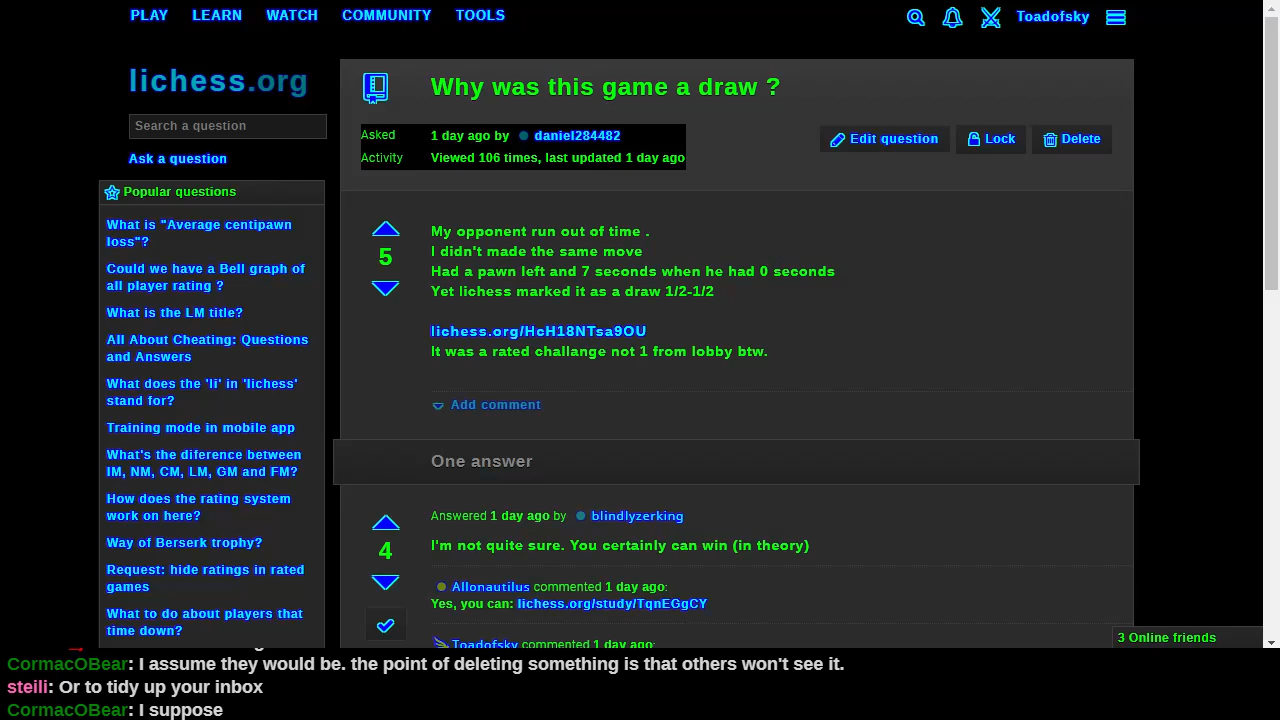 PLAY LEARN WATCH COMMUNITY TOOLS Toadofsky
lichess.org
Search a question
Ask a question
Popular questions
What is "Average centipawn
loss"?
Could we have a Bell graph of
all player rating ?
What is the LM title?
All About Cheating: Questions
and Answers
What does the 'li' in 'lichess'
stand for?
Training mode in mobile app
What's the diference between
IM, NM, CM, LM, GM and FM?
How does the rating system
work on here?
Way of Berserk trophy?
Request: hide ratings in rated
games
What to do about players that
time down?
Why was this game a draw ?
Asked 1 day ago by daniel284482
Activity Viewed 106 times, last updated 1 day ago
Edit question Lock Delete
5
My opponent run out of time .
I didn't made the same move
Had a pawn left and 7 seconds when he had 0 seconds
Yet lichess marked it as a draw 1/2-1/2
lichess.org/HcH18NTsa9OU
It was a rated challange not 1 from lobby btw.
Add comment
One answer
Answered 1 day ago by blindlyzerking
4
I'm not quite sure. You certainly can win (in theory)
Allonautilus commented 1 day ago:
Yes, you can: lichess.org/study/TqnEGgCY
Toadofsky commented 1 day ago:
3 Online friends
CormacOBear: I assume they would be. the point of deleting something is that others won't see it.
steili: Or to tidy up your inbox
CormacOBear: I suppose